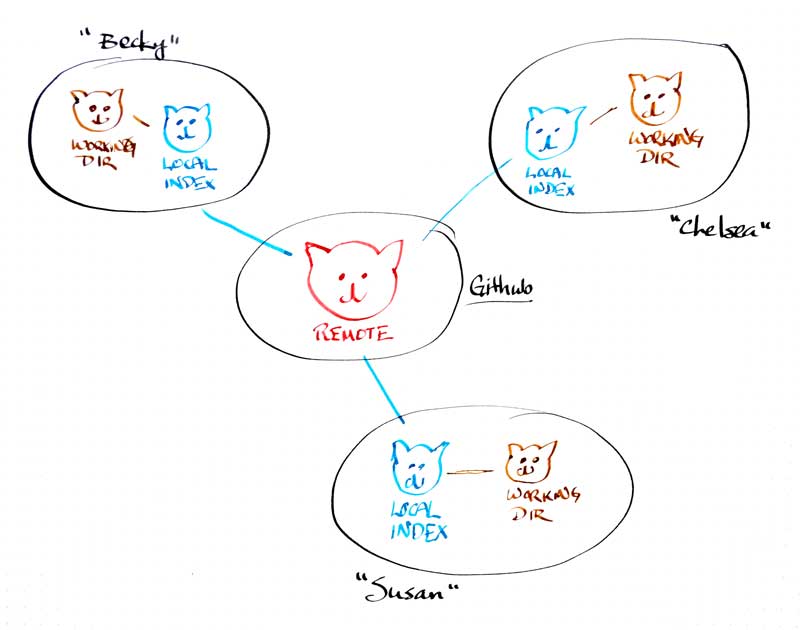 "Becky"
WORKING
DIR
LOCAL
INDEX
LOCAL
INDEX
WORKING
DIR
"Chelsea"
Github
REMOTE
LOCAL
INDEX
WORKING
DIR
"Susan"